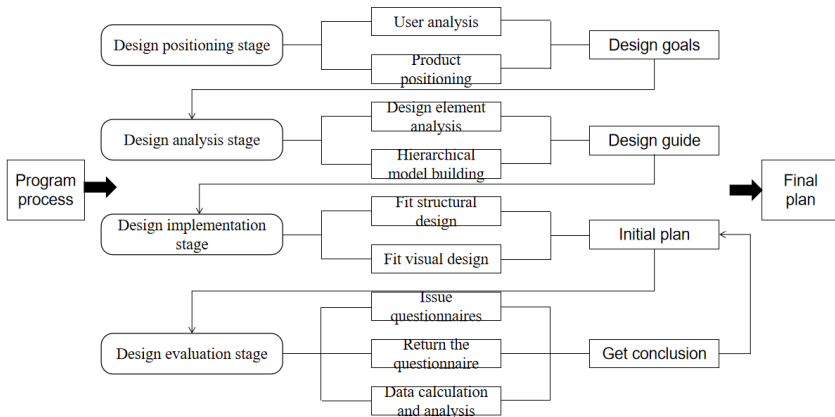 Program
process
Design positioning stage
User analysis
Product
positioning
Design goals
Design analysis stage
Design element
analysis
Hierarchical
model building
Design guide
Design implementation
stage
Fit structural
design
Fit visual design
Initial plan
Design evaluation stage
Issue
questionnaires
Return the
questionnaire
Data calculation
and analysis
Get conclusion
Final
plan